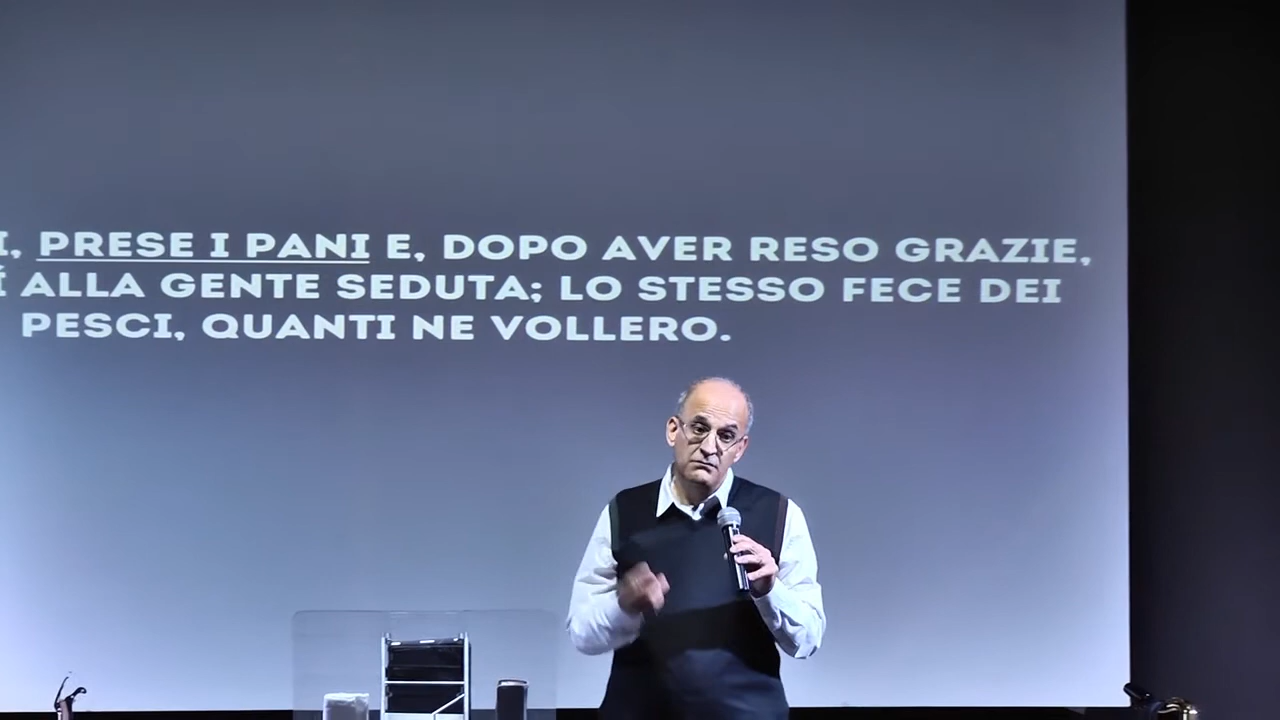 I, PRESE I PANI E, DOPO AVER RESO GRAZIE,
Í ALLA GENTE SEDUTA; LO STESSO FECE DEI
PESCI, QUANTI NE VOLLERO.